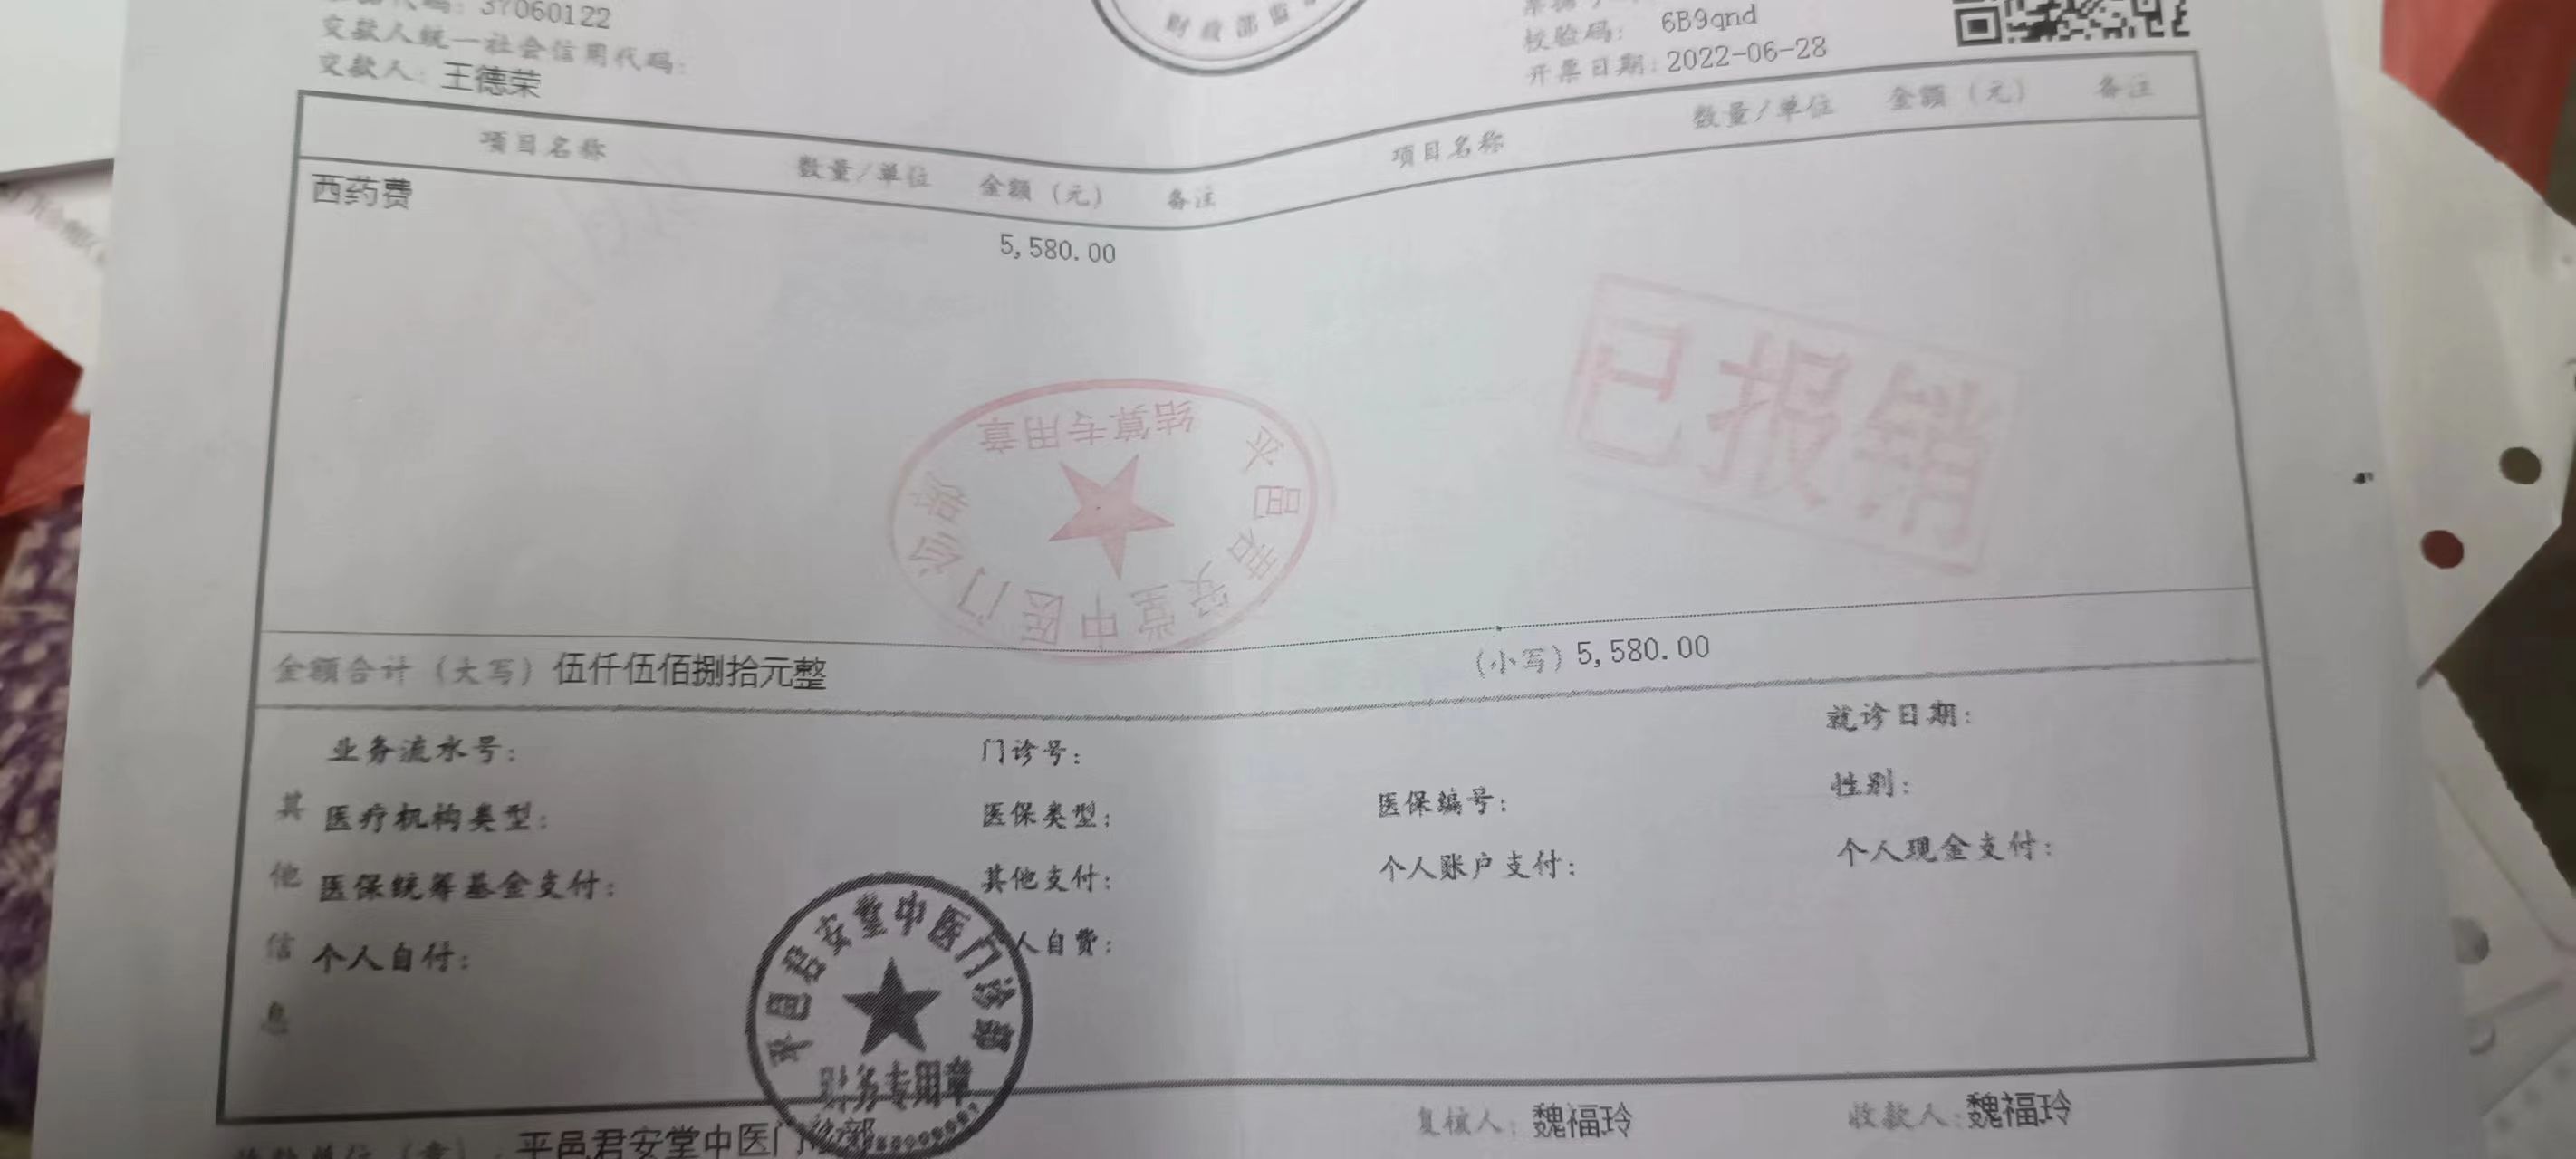 代码：37060122
交款人统一社会信用代码：
交款人：王德荣
财政部监
校验码：6B9qnd
开票日期：2022-06-28
项目名称 数量/单位 金额（元） 备注 项目名称 数量/单位 金额（元） 备注
西药费 5,580.00
平邑君安堂中医门诊部
结算专用章
已报销
金额合计（大写）伍仟伍佰捌拾元整 （小写）5,580.00
其他信息
业务流水号： 门诊号： 就诊日期：
医疗机构类型： 医保类型： 医保编号： 性别：
医保统筹基金支付： 其他支付： 个人账户支付： 个人现金支付：
个人自付： 人自费：
平邑君安堂中医门诊部
财务专用章
收款单位（章）：平邑君安堂中医门诊部 复核人：魏福玲 收款人：魏福玲